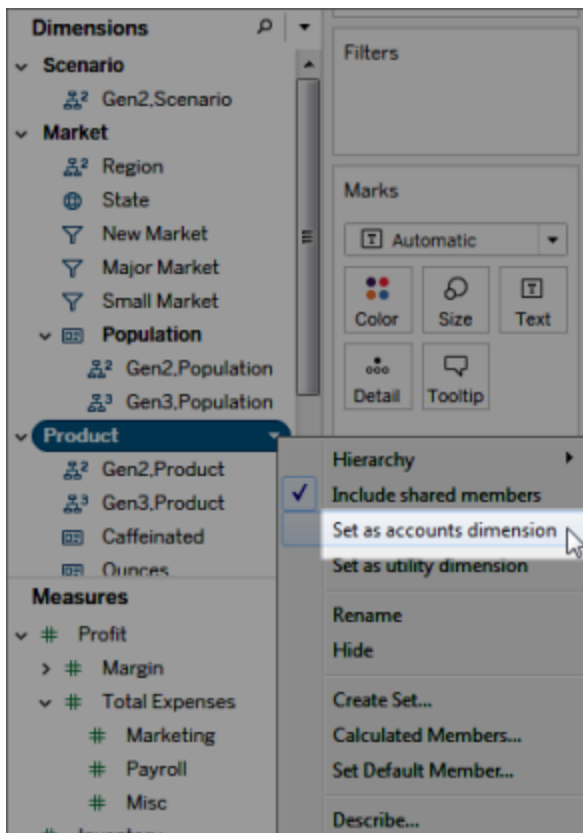 Dimensions
Scenario
Gen2,Scenario
Market
Region
State
New Market
Major Market
Small Market
Population
Gen2,Population
Gen3,Population
Product
Gen2,Product
Gen3,Product
Caffeinated
Ounces
Measures
Profit
Margin
Total Expenses
Marketing
Payroll
Misc
Inventory
Filters
Marks
Automatic
Color
Size
Text
Detail
Tooltip
Hierarchy
Include shared members
Set as accounts dimension
Set as utility dimension
Rename
Hide
Create Set...
Calculated Members...
Set Default Member...
Describe...